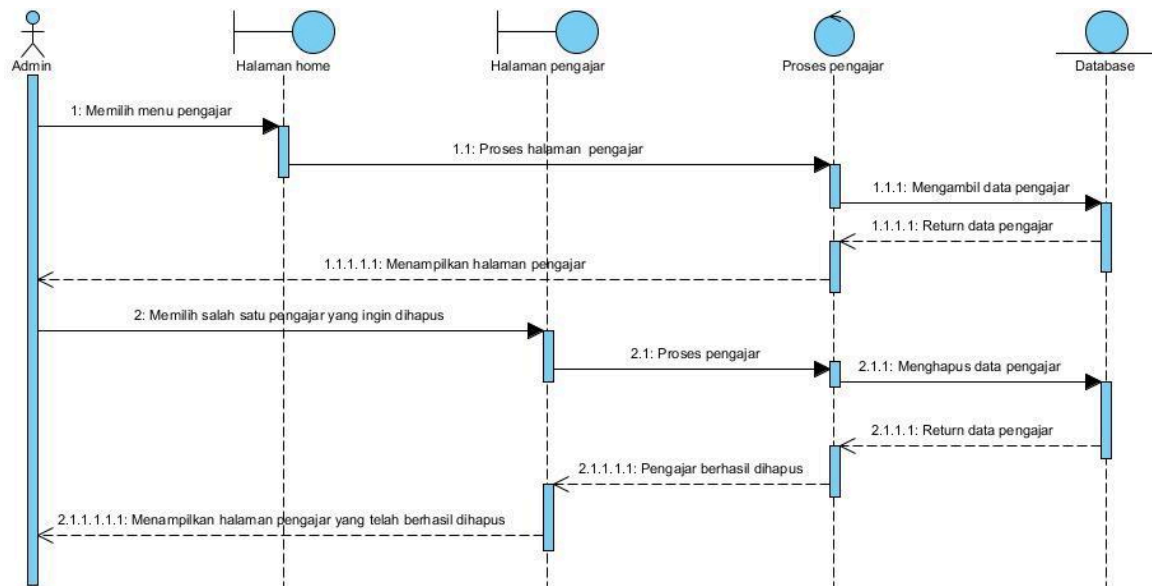 Admin
Halaman home
Halaman pengajar
Proses pengajar
Database
1: Memilih menu pengajar
1.1: Proses halaman pengajar
1.1.1: Mengambil data pengajar
1.1.1.1: Return data pengajar
1.1.1.1.1: Menampilkan halaman pengajar
2: Memilih salah satu pengajar yang ingin dihapus
2.1: Proses pengajar
2.1.1: Menghapus data pengajar
2.1.1.1: Return data pengajar
2.1.1.1.1: Pengajar berhasil dihapus
2.1.1.1.1.1: Menampilkan halaman pengajar yang telah berhasil dihapus